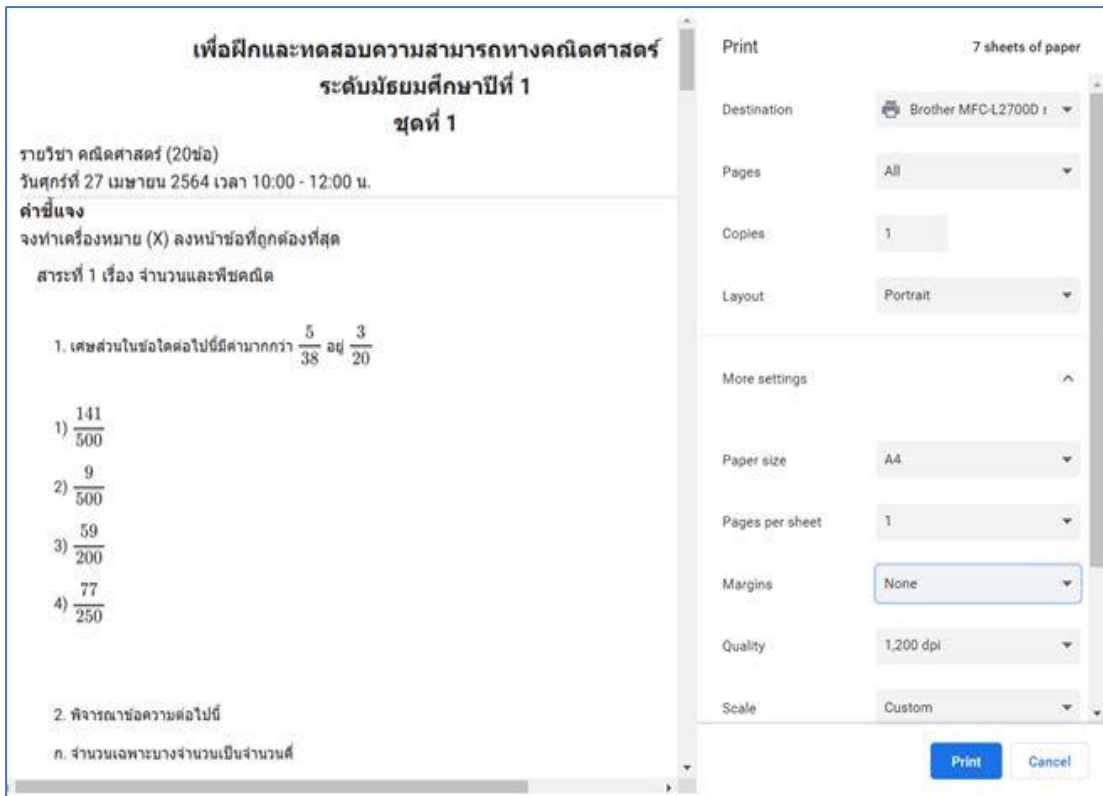 เพื่อฝึกและทดสอบความสามารถทางคณิตศาสตร์
ระดับมัธยมศึกษาปีที่ 1
ชุดที่ 1
รายวิชา คณิตศาสตร์ (20ข้อ)
วันศุกร์ที่ 27 เมษายน 2564 เวลา 10:00 - 12:00 น.
คำชี้แจง
จงทำเครื่องหมาย (X) ลงหน้าข้อที่ถูกต้องที่สุด
สาระที่ 1 เรื่อง จำนวนและพีชคณิต
1. เศษส่วนในข้อใดต่อไปนี้มีค่ามากกว่า 5/38 อยู่ 3/20
1) 141/500
2) 9/500
3) 59/200
4) 77/250
2. พิจารณาข้อความต่อไปนี้
ก. จำนวนเฉพาะบางจำนวนเป็นจำนวนคี่
Print 7 sheets of paper
Destination Brother MFC-L2700D
Pages All
Copies 1
Layout Portrait
More settings
Paper size A4
Pages per sheet 1
Margins None
Quality 1,200 dpi
Scale Custom
Print Cancel